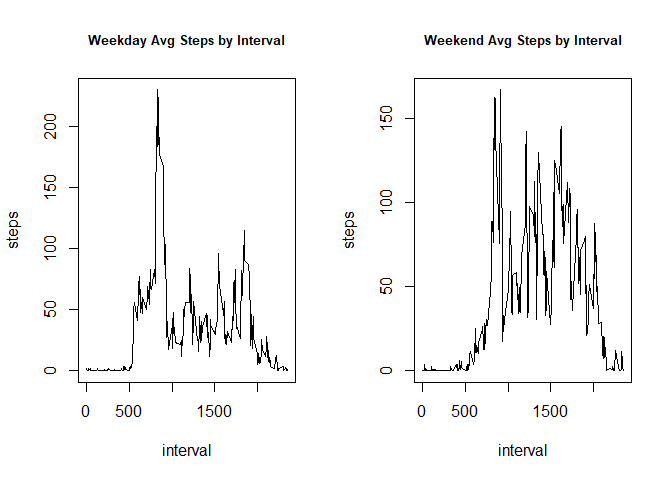 Weekday Avg Steps by Interval
steps
0 50 100 150 200
0 500 1500
interval
Weekend Avg Steps by Interval
steps
0 50 100 150
0 500 1500
interval